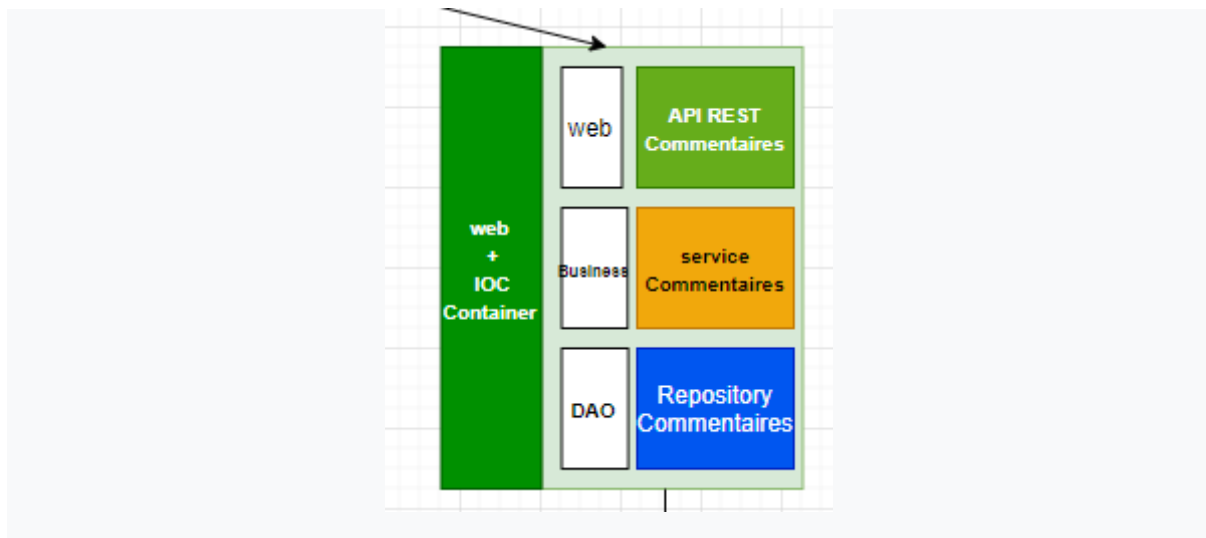 web
+
IOC
Container
web
API REST
Commentaires
Business
service
Commentaires
DAO
Repository
Commentaires